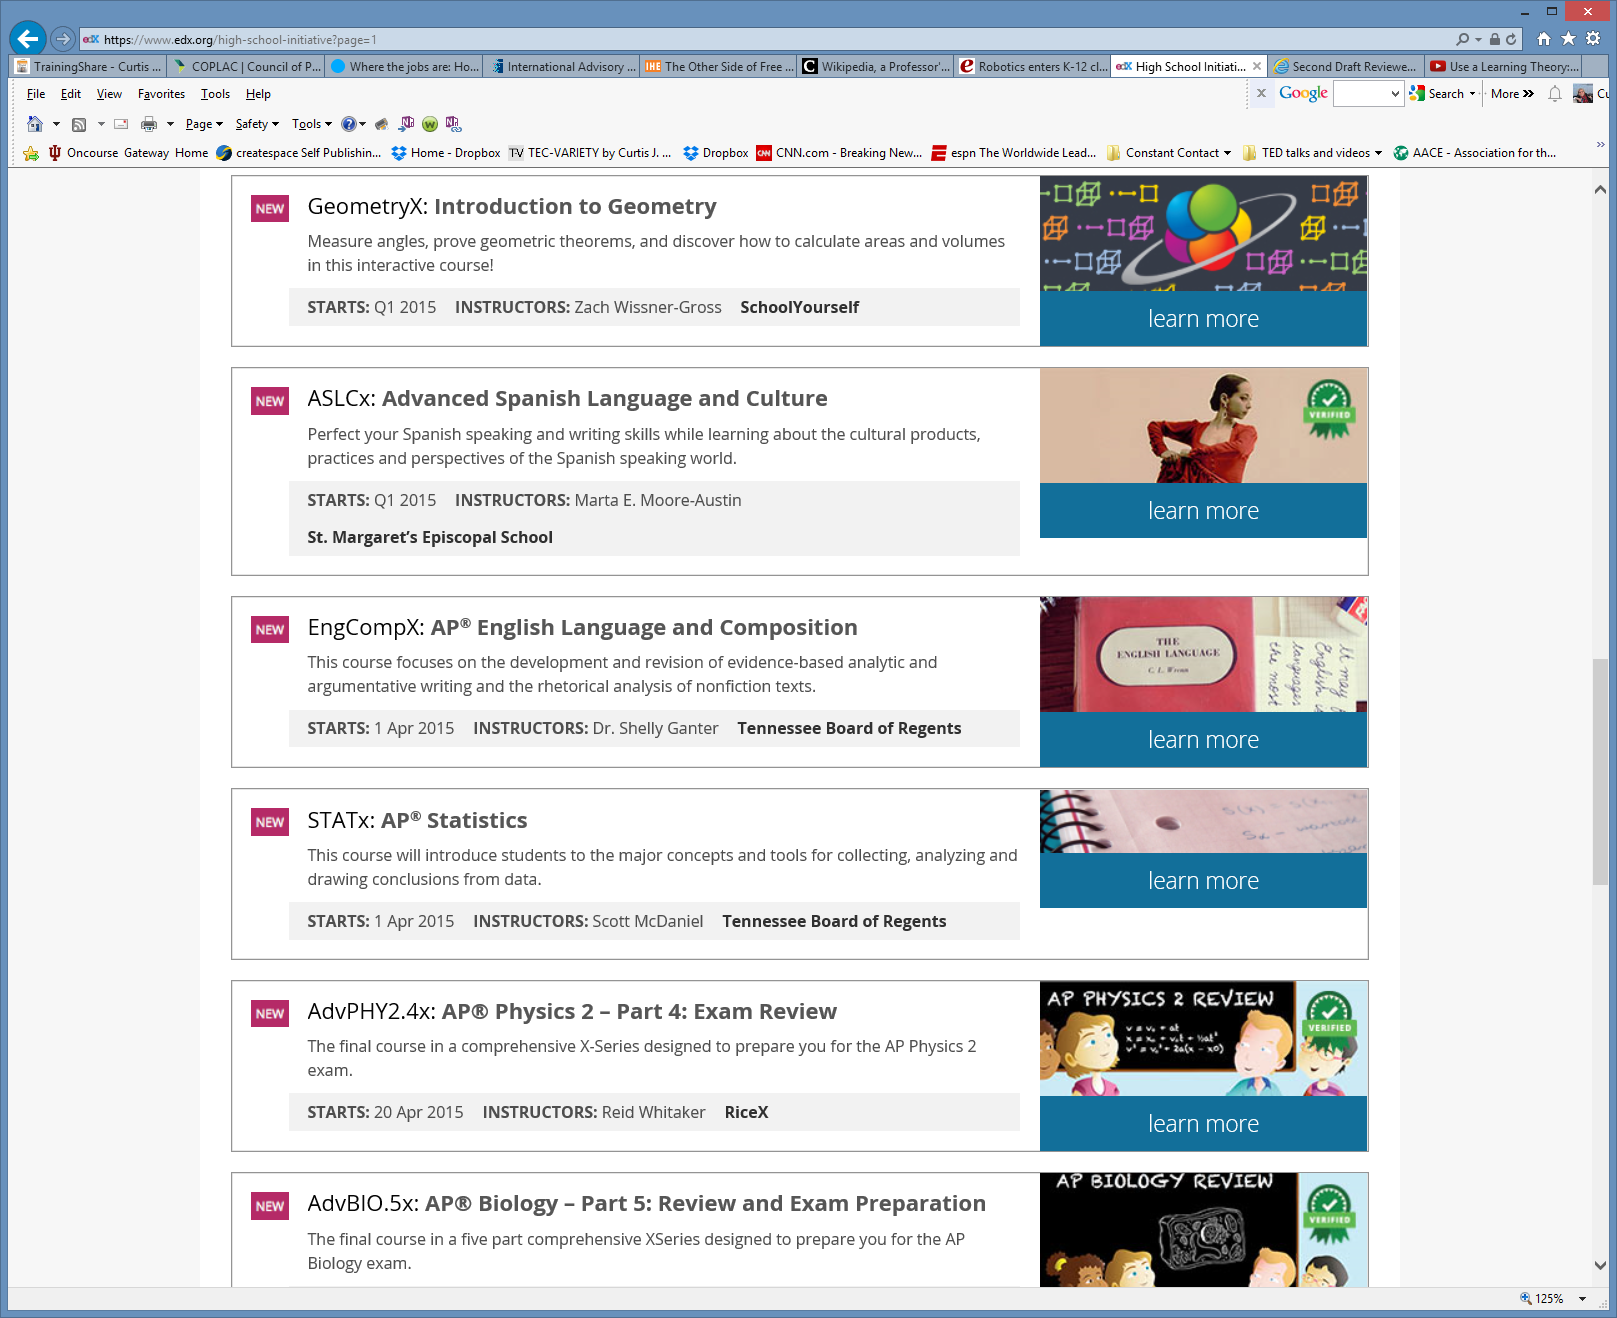 https://www.edx.org/high-school-initiative?page=1
TrainingShare - Curtis ...
COPLAC | Council of P...
Where the jobs are: Ho...
International Advisory ...
IHE The Other Side of Free ...
Wikipedia, a Professor'...
Robotics enters K-12 cl...
edX High School Initiati...
Second Draft Reviewe...
Use a Learning Theory:...
File Edit View Favorites Tools Help
x Google Search More »
Page Safety Tools
Oncourse Gateway Home createspace Self Publishin... Home - Dropbox TV TEC-VARIETY by Curtis J. ... Dropbox CNN CNN.com - Breaking New... espn The Worldwide Lead... Constant Contact TED talks and videos AACE - Association for th... »
NEW GeometryX: Introduction to Geometry
Measure angles, prove geometric theorems, and discover how to calculate areas and volumes
in this interactive course!
STARTS: Q1 2015 INSTRUCTORS: Zach Wissner-Gross SchoolYourself
learn more
NEW ASLCx: Advanced Spanish Language and Culture
Perfect your Spanish speaking and writing skills while learning about the cultural products,
practices and perspectives of the Spanish speaking world.
STARTS: Q1 2015 INSTRUCTORS: Marta E. Moore-Austin
St. Margaret's Episcopal School
VERIFIED
learn more
NEW EngCompX: AP® English Language and Composition
This course focuses on the development and revision of evidence-based analytic and
argumentative writing and the rhetorical analysis of nonfiction texts.
STARTS: 1 Apr 2015 INSTRUCTORS: Dr. Shelly Ganter Tennessee Board of Regents
THE
ENGLISH LANGUAGE
C. L. Wrenn
it may
English
languages
the most
learn more
NEW STATx: AP® Statistics
This course will introduce students to the major concepts and tools for collecting, analyzing and
drawing conclusions from data.
STARTS: 1 Apr 2015 INSTRUCTORS: Scott McDaniel Tennessee Board of Regents
learn more
NEW AdvPHY2.4x: AP® Physics 2 – Part 4: Exam Review
The final course in a comprehensive X-Series designed to prepare you for the AP Physics 2
exam.
STARTS: 20 Apr 2015 INSTRUCTORS: Reid Whitaker RiceX
AP PHYSICS 2 REVIEW
VERIFIED
learn more
NEW AdvBIO.5x: AP® Biology – Part 5: Review and Exam Preparation
The final course in a five part comprehensive XSeries designed to prepare you for the AP
Biology exam.
AP BIOLOGY REVIEW
VERIFIED
125%